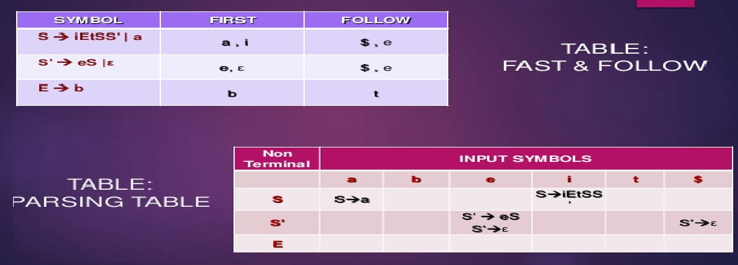 SYMBOL FIRST FOLLOW
S → iEtSS' | a a , i $ , e
S' → eS |ε e, ε $ , e
E → b b t
TABLE:
FAST & FOLLOW
TABLE:
PARSING TABLE
Non Terminal INPUT SYMBOLS
a b e i t $
S S→a S→iEtSS'
S' S' → eS S'→ε
S'→ε
E